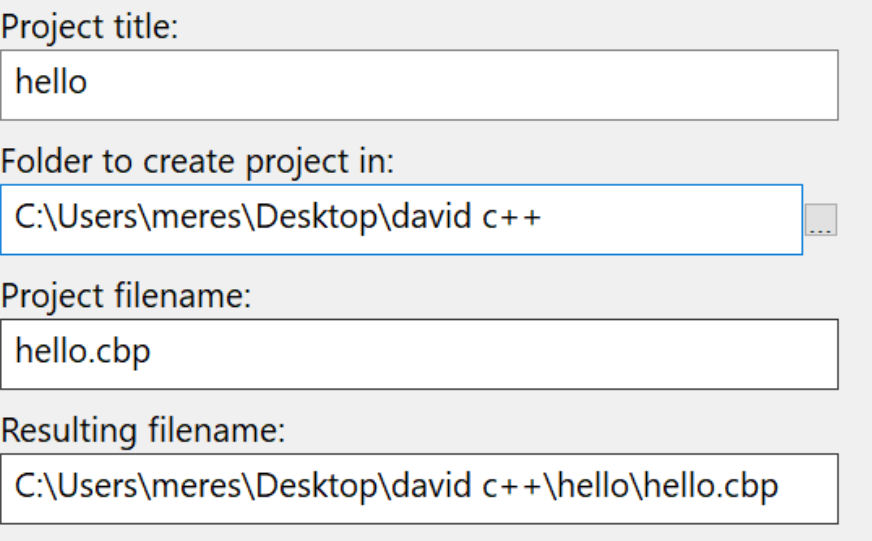 Project title:
hello
Folder to create project in:
C:\Users\meres\Desktop\david c++
...
Project filename:
hello.cbp
Resulting filename:
C:\Users\meres\Desktop\david c++\hello\hello.cbp